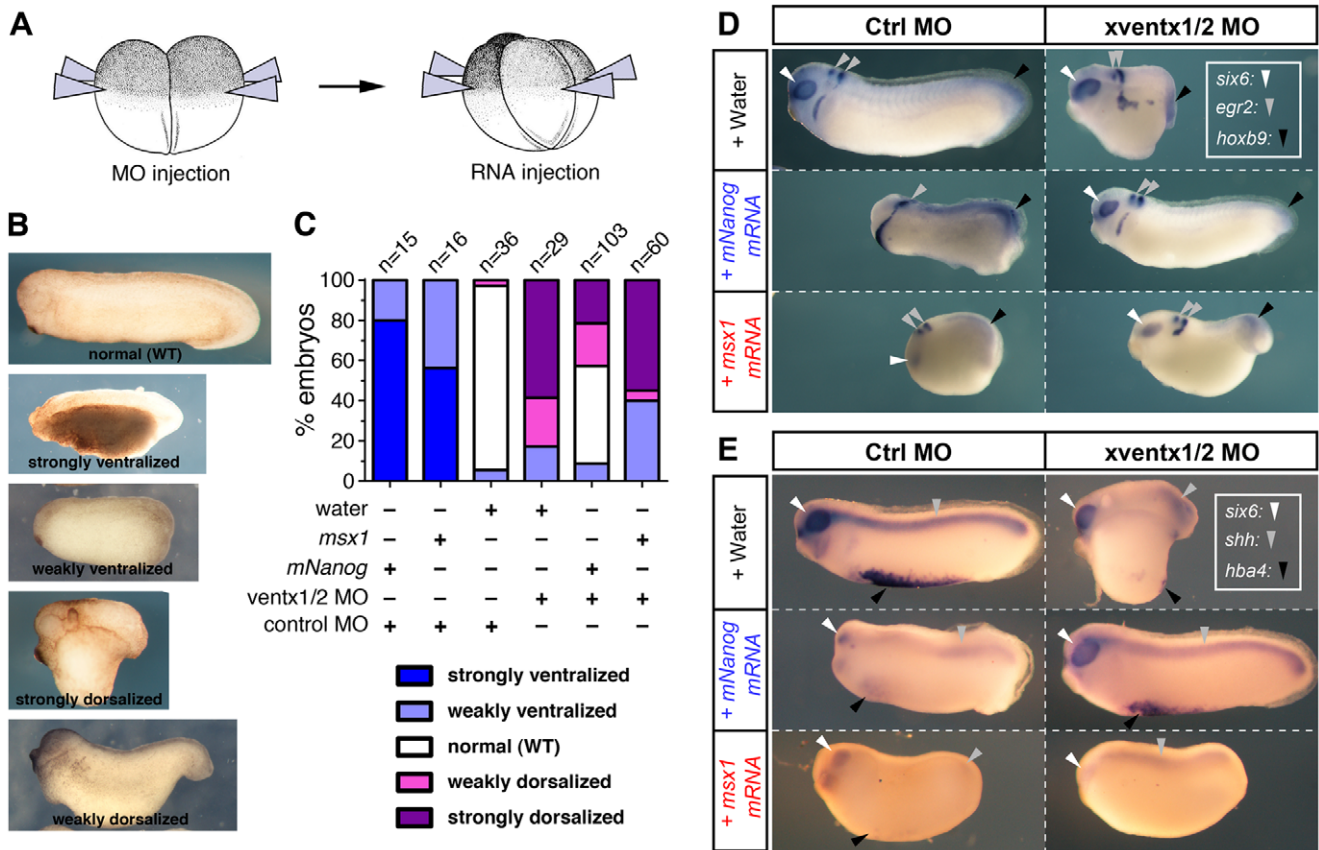 A
MO injection
RNA injection
B
normal (WT)
strongly ventralized
weakly ventralized
strongly dorsalized
weakly dorsalized
C
n=15
n=16
n=36
n=29
n=103
n=60
% embryos
100
80
60
40
20
0
water – – + + – –
msx1 – + – – – +
mNanog + – – – + –
ventx1/2 MO – – – + + +
control MO + + + – – –
strongly ventralized
weakly ventralized
normal (WT)
weakly dorsalized
strongly dorsalized
D
Ctrl MO
xventx1/2 MO
+ Water
+ mNanog
mRNA
+ msx1
mRNA
six6:
egr2:
hoxb9:
E
Ctrl MO
xventx1/2 MO
+ Water
+ mNanog
mRNA
+ msx1
mRNA
six6:
shh:
hba4: